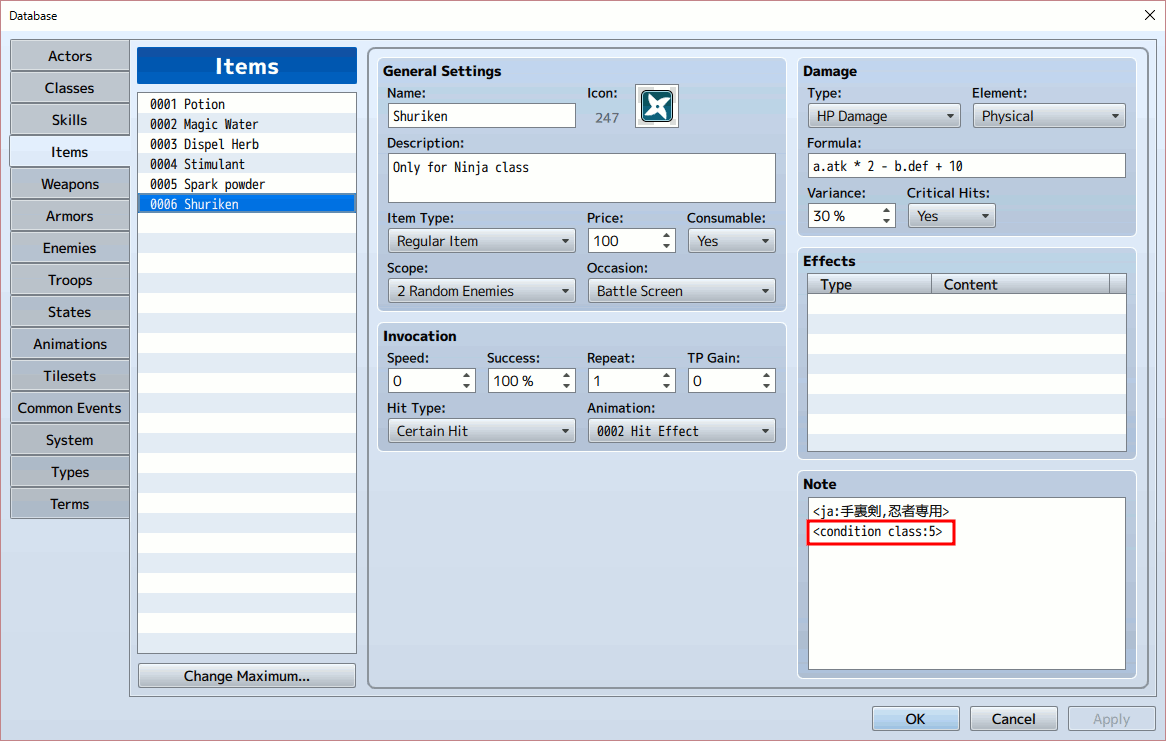 Database
Actors
Classes
Skills
Items
Weapons
Armors
Enemies
Troops
States
Animations
Tilesets
Common Events
System
Types
Terms
Items
0001 Potion
0002 Magic Water
0003 Dispel Herb
0004 Stimulant
0005 Spark powder
0006 Shuriken
Change Maximum...
General Settings
Name:
Icon:
Shuriken
247
Description:
Only for Ninja class
Item Type:
Price:
Consumable:
Regular Item
100
Yes
Scope:
Occasion:
2 Random Enemies
Battle Screen
Invocation
Speed:
Success:
Repeat:
TP Gain:
0
100 %
1
0
Hit Type:
Animation:
Certain Hit
0002 Hit Effect
Damage
Type:
Element:
HP Damage
Physical
Formula:
a.atk * 2 - b.def + 10
Variance:
Critical Hits:
30 %
Yes
Effects
Type
Content
Note
<ja:手裏剣,忍者専用>
<condition class:5>
OK
Cancel
Apply